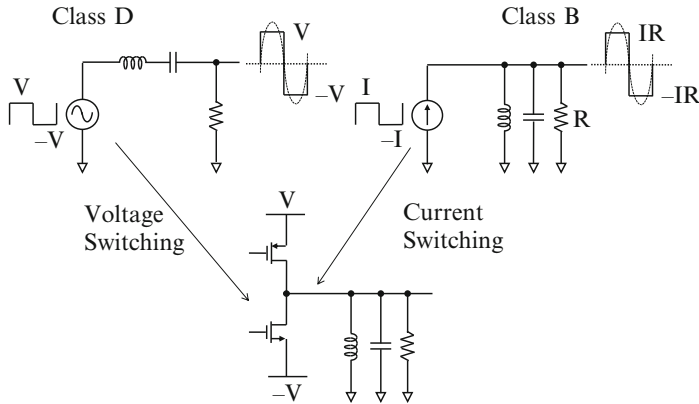 Class D
Class B
V
–V
V
–V
I
–I
IR
–IR
R
Voltage
Switching
Current
Switching
V
–V